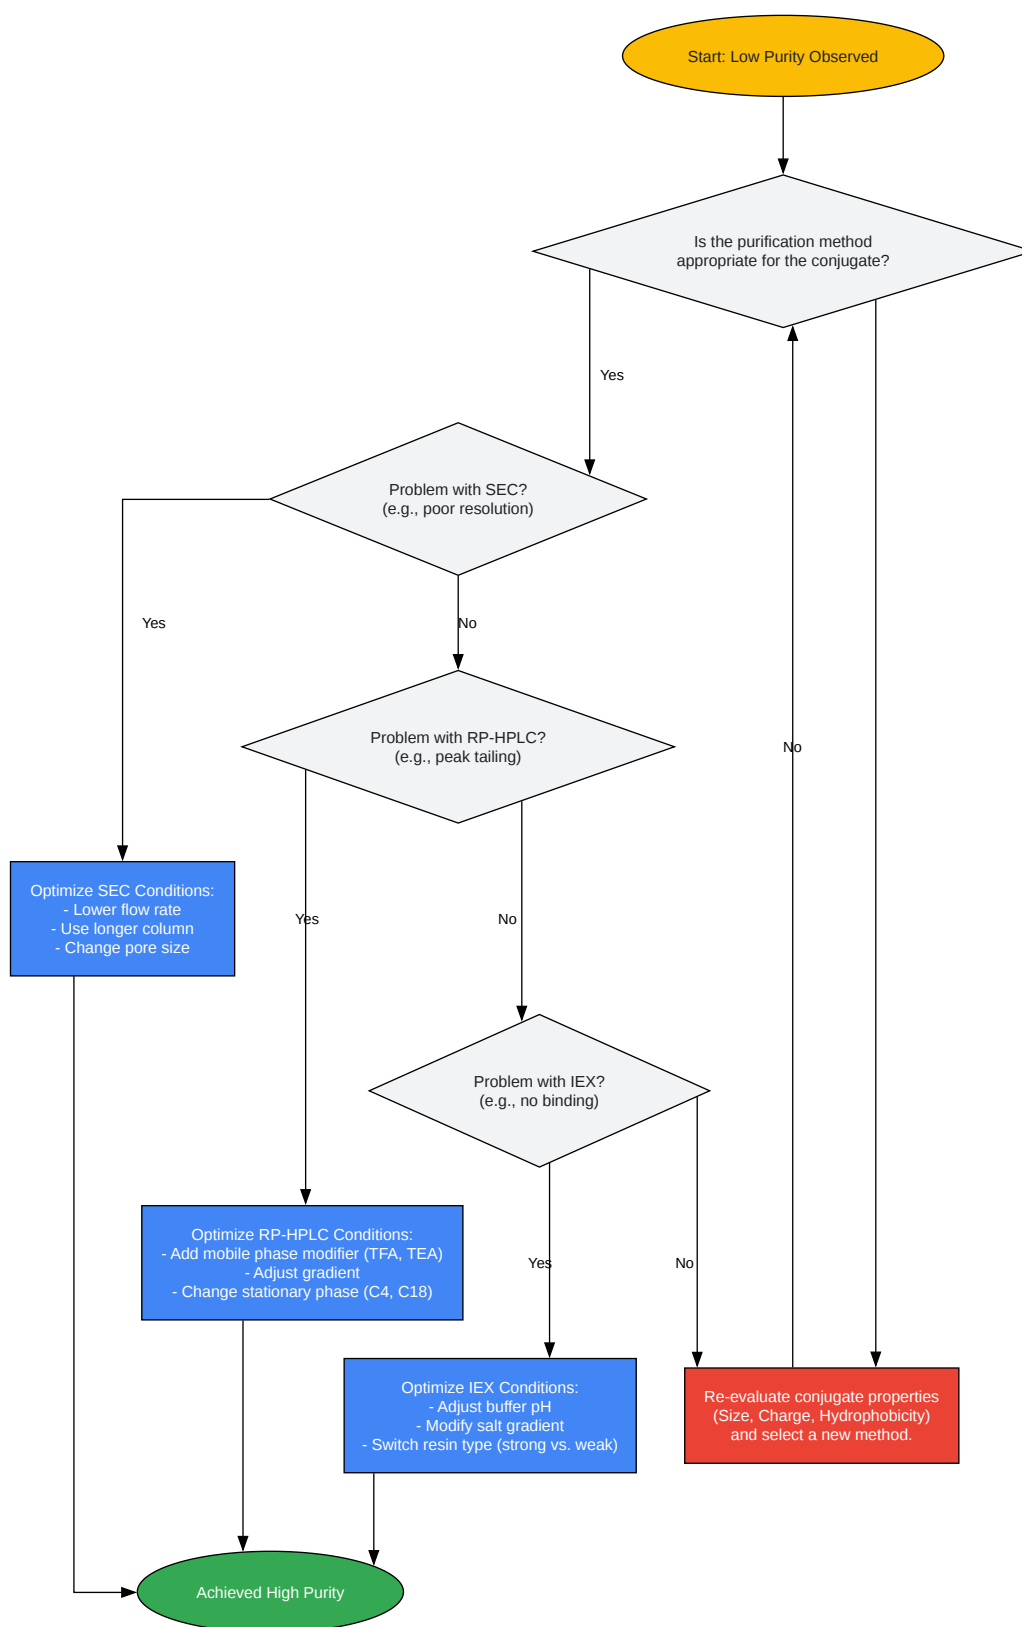 Start: Low Purity Observed
Is the purification method
appropriate for the conjugate?
Yes
Problem with SEC?
(e.g., poor resolution)
Yes
No
Problem with RP-HPLC?
(e.g., peak tailing)
No
Optimize SEC Conditions:
- Lower flow rate
- Use longer column
- Change pore size
Yes
No
Problem with IEX?
(e.g., no binding)
Optimize RP-HPLC Conditions:
- Add mobile phase modifier (TFA, TEA)
- Adjust gradient
- Change stationary phase (C4, C18)
Yes
No
Optimize IEX Conditions:
- Adjust buffer pH
- Modify salt gradient
- Switch resin type (strong vs. weak)
Re-evaluate conjugate properties
(Size, Charge, Hydrophobicity)
and select a new method.
Achieved High Purity